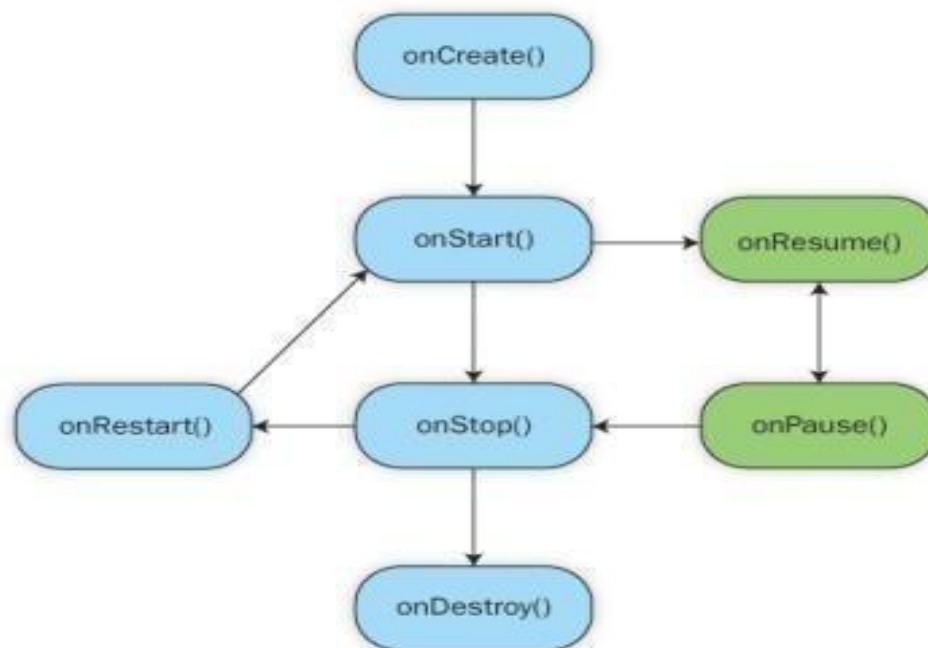 onCreate()
onStart()
onResume()
onRestart()
onStop()
onPause()
onDestroy()